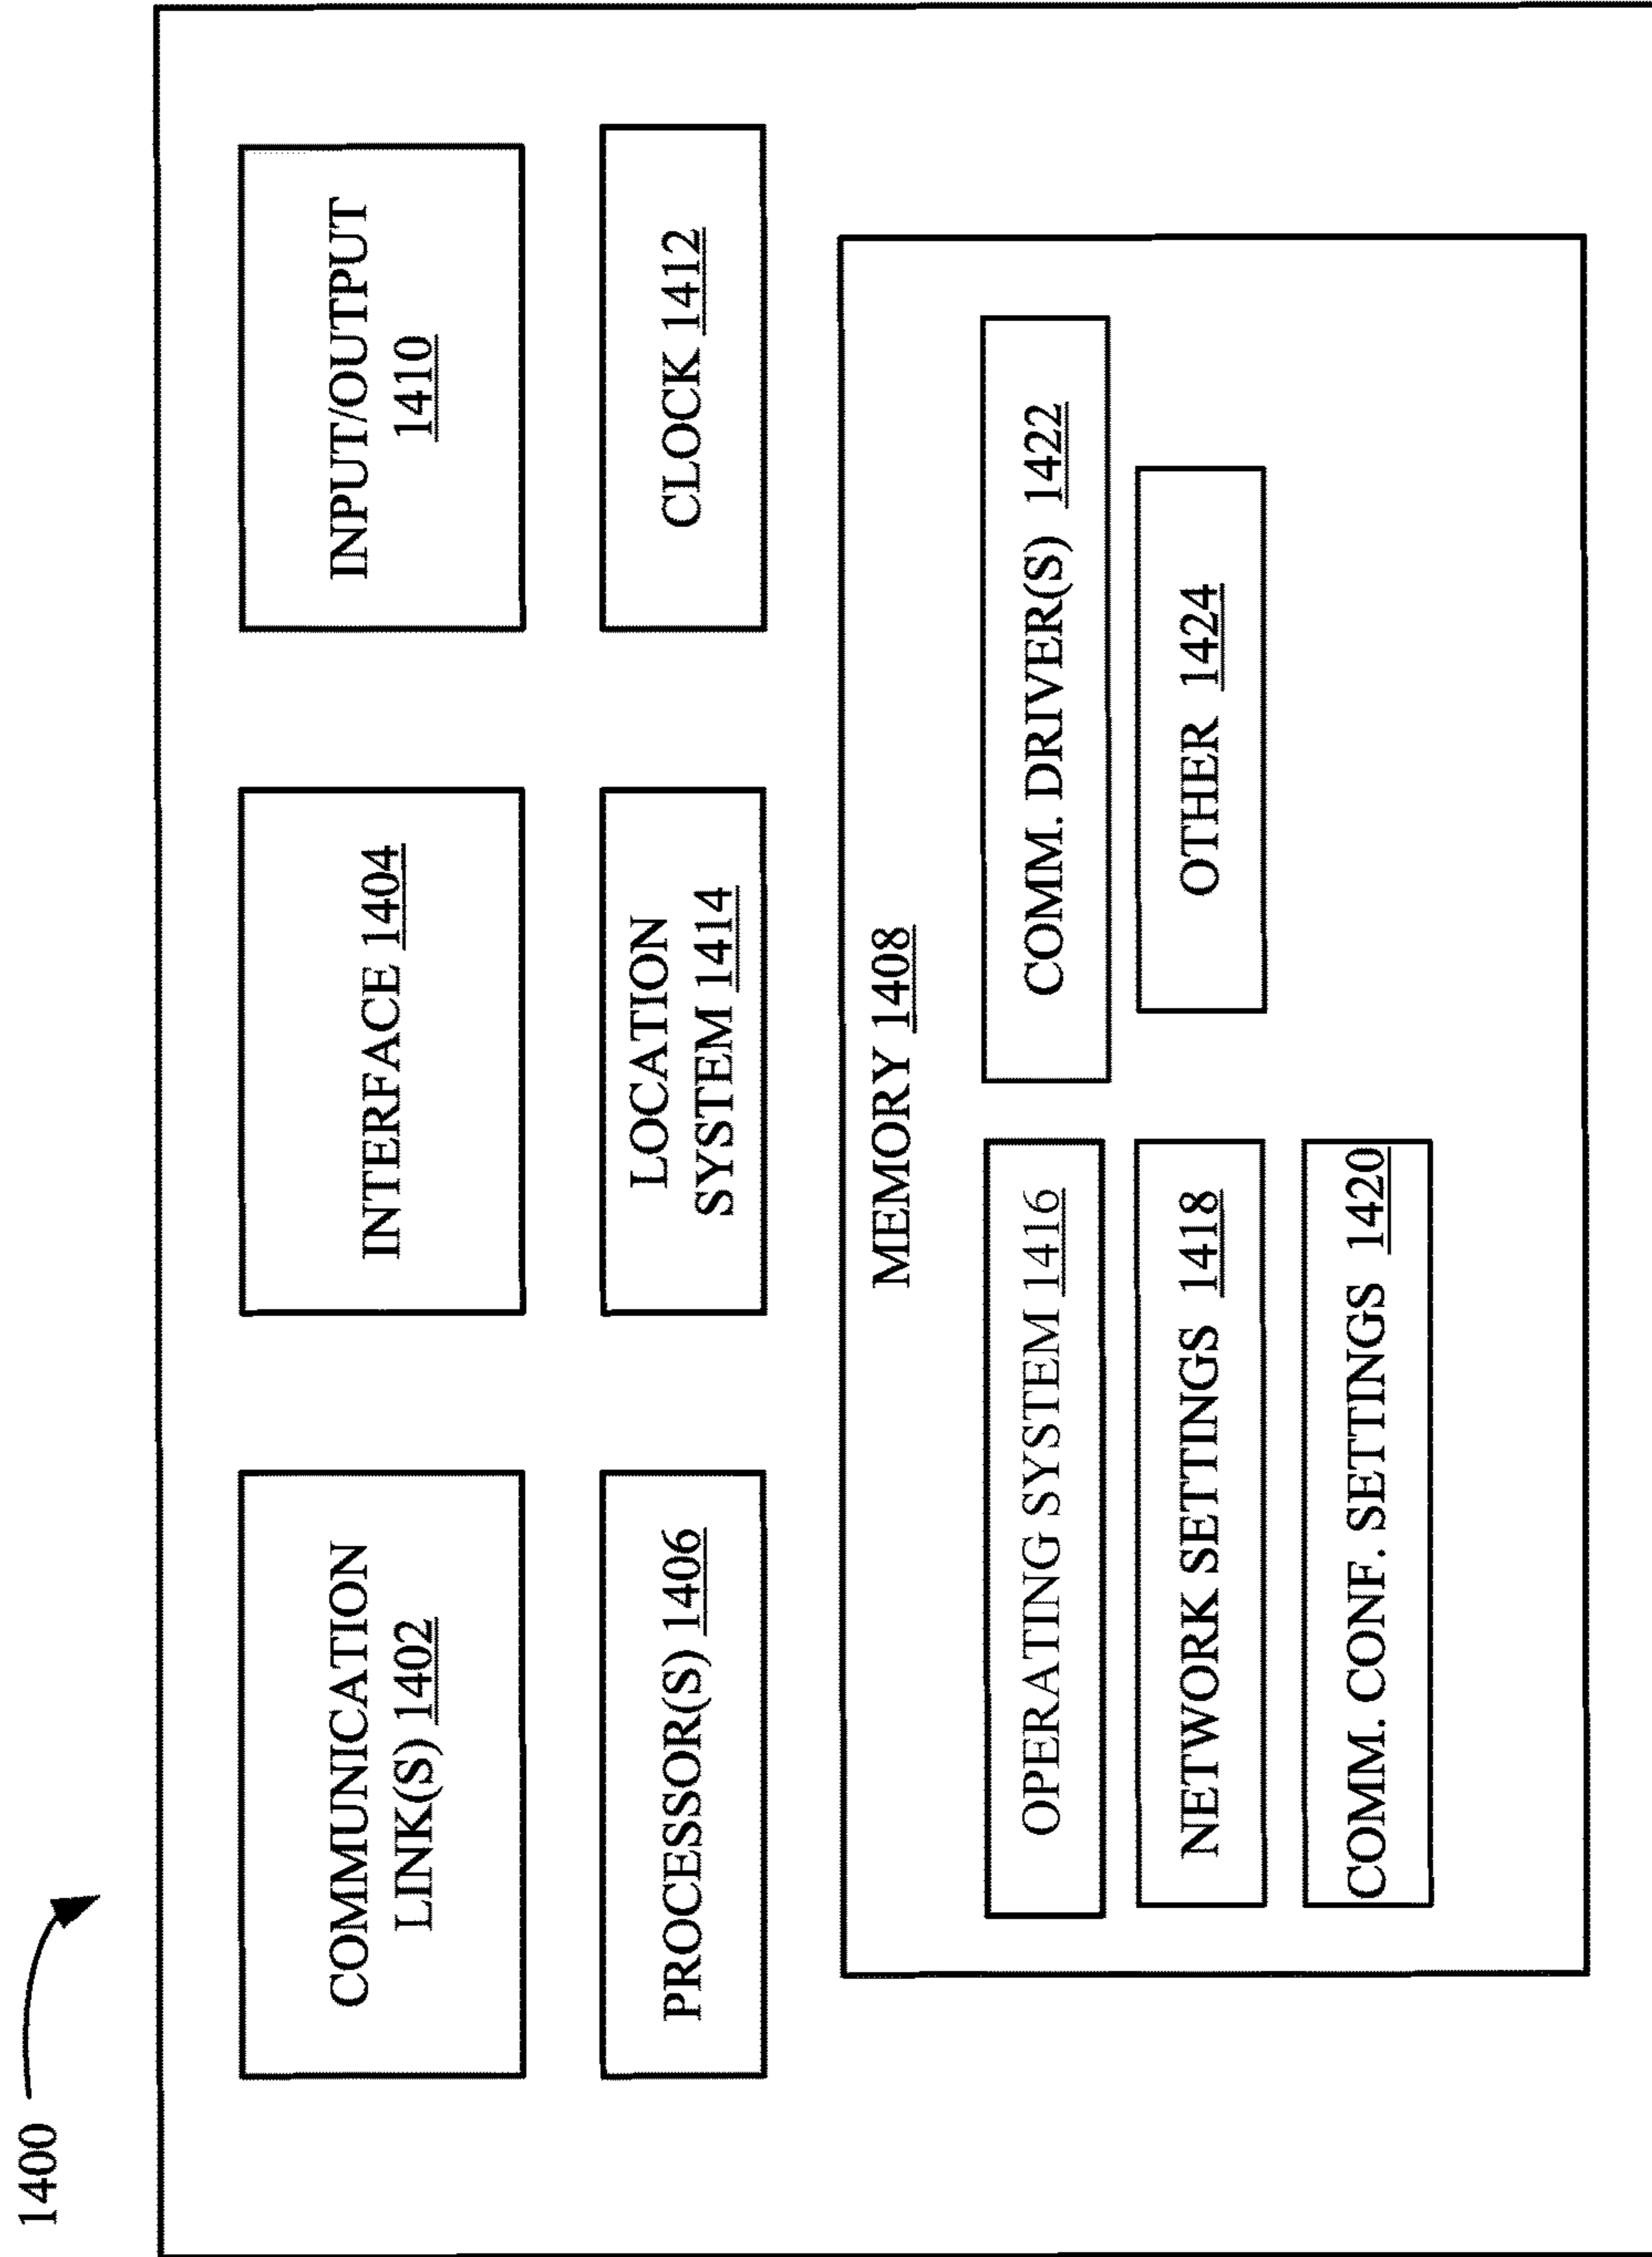 1400
COMMUNICATION
LINK(S) 1402
INTERFACE 1404
INPUT/OUTPUT
1410
PROCESSOR(S) 1406
LOCATION
SYSTEM 1414
CLOCK 1412
MEMORY 1408
OPERATING SYSTEM 1416
COMM. DRIVER(S) 1422
NETWORK SETTINGS 1418
OTHER 1424
COMM. CONF. SETTINGS 1420